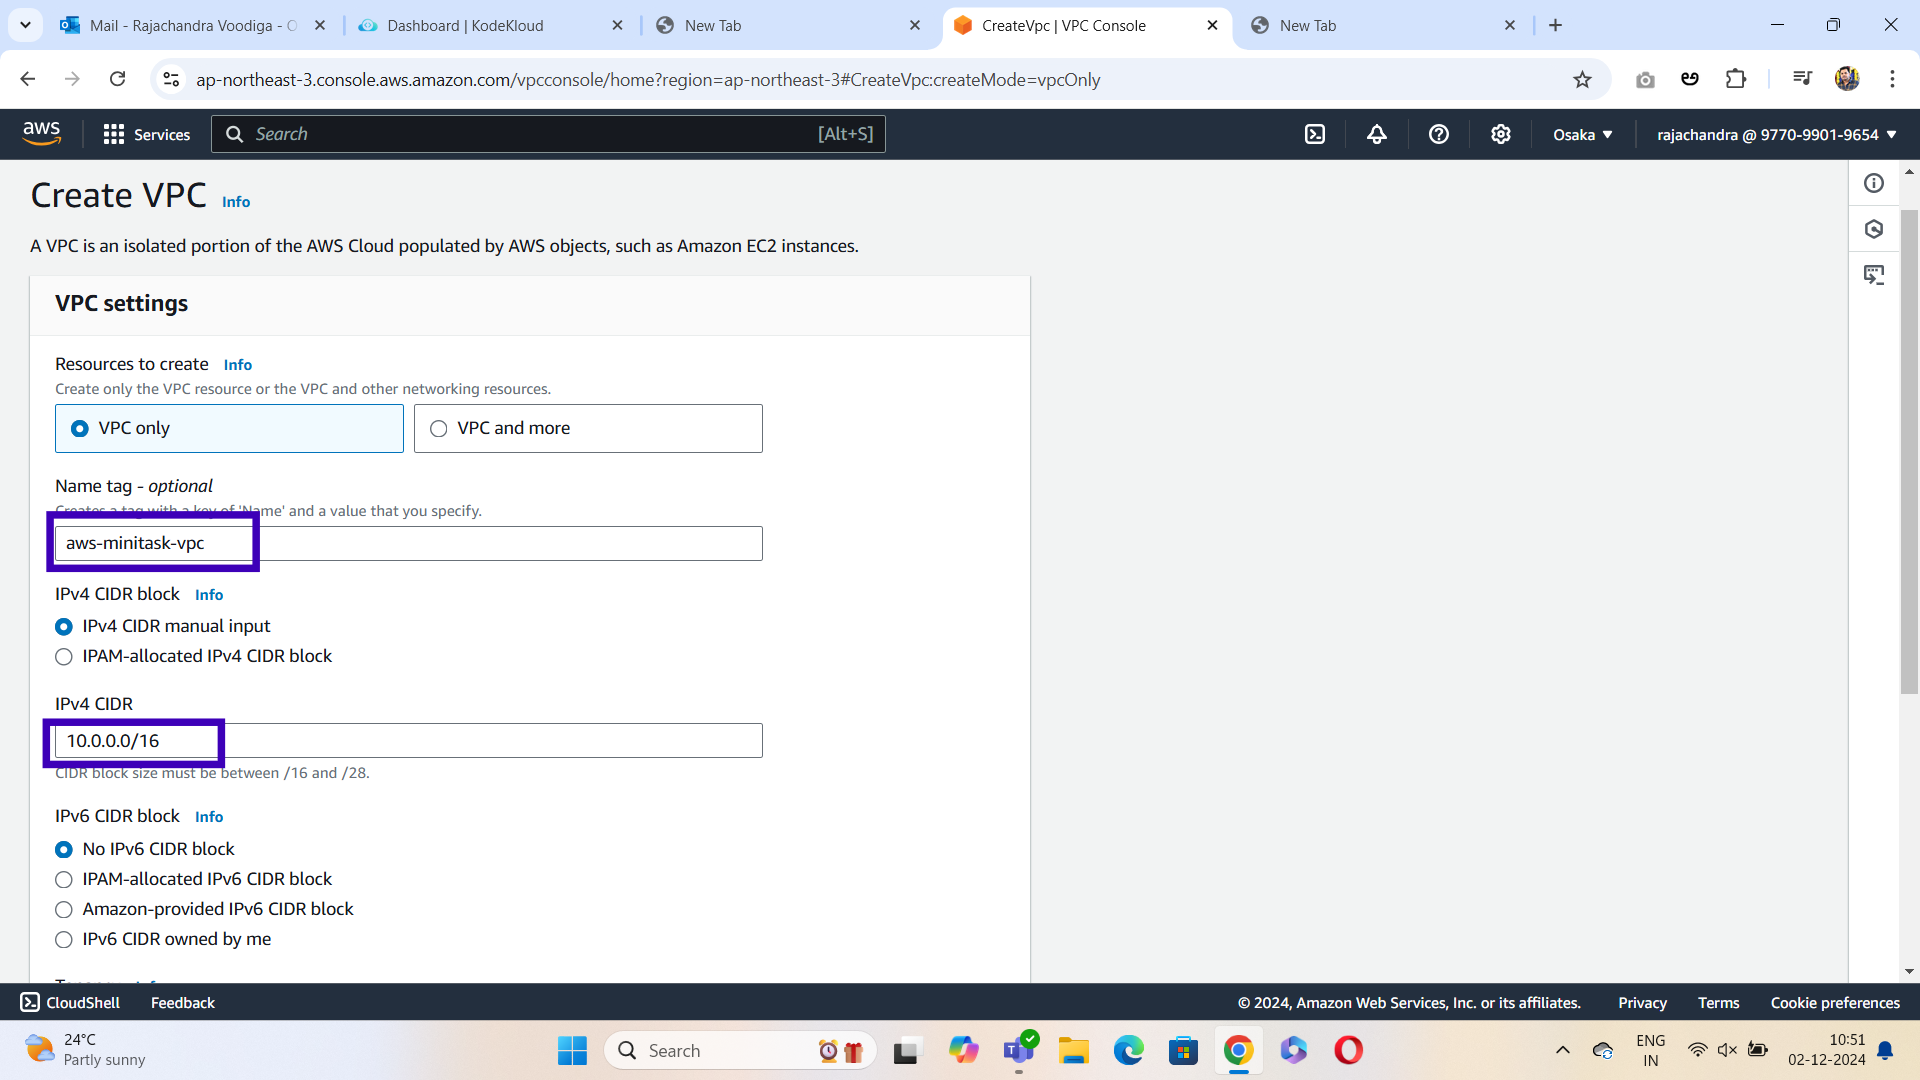 Mail - Rajachandra Voodiga - O
Dashboard | KodeKloud
New Tab
CreateVpc | VPC Console
New Tab
ap-northeast-3.console.aws.amazon.com/vpcconsole/home?region=ap-northeast-3#CreateVpc:createMode=vpcOnly
aws
Services
Search
[Alt+S]
Osaka
rajachandra @ 9770-9901-9654
Create VPC Info
A VPC is an isolated portion of the AWS Cloud populated by AWS objects, such as Amazon EC2 instances.
VPC settings
Resources to create Info
Create only the VPC resource or the VPC and other networking resources.
VPC only
VPC and more
Name tag - optional
Creates a tag with a key of 'Name' and a value that you specify.
aws-minitask-vpc
IPv4 CIDR block Info
IPv4 CIDR manual input
IPAM-allocated IPv4 CIDR block
IPv4 CIDR
10.0.0.0/16
CIDR block size must be between /16 and /28.
IPv6 CIDR block Info
No IPv6 CIDR block
IPAM-allocated IPv6 CIDR block
Amazon-provided IPv6 CIDR block
IPv6 CIDR owned by me
CloudShell
Feedback
© 2024, Amazon Web Services, Inc. or its affiliates.
Privacy
Terms
Cookie preferences
24°C
Partly sunny
Search
ENG
IN
10:51
02-12-2024